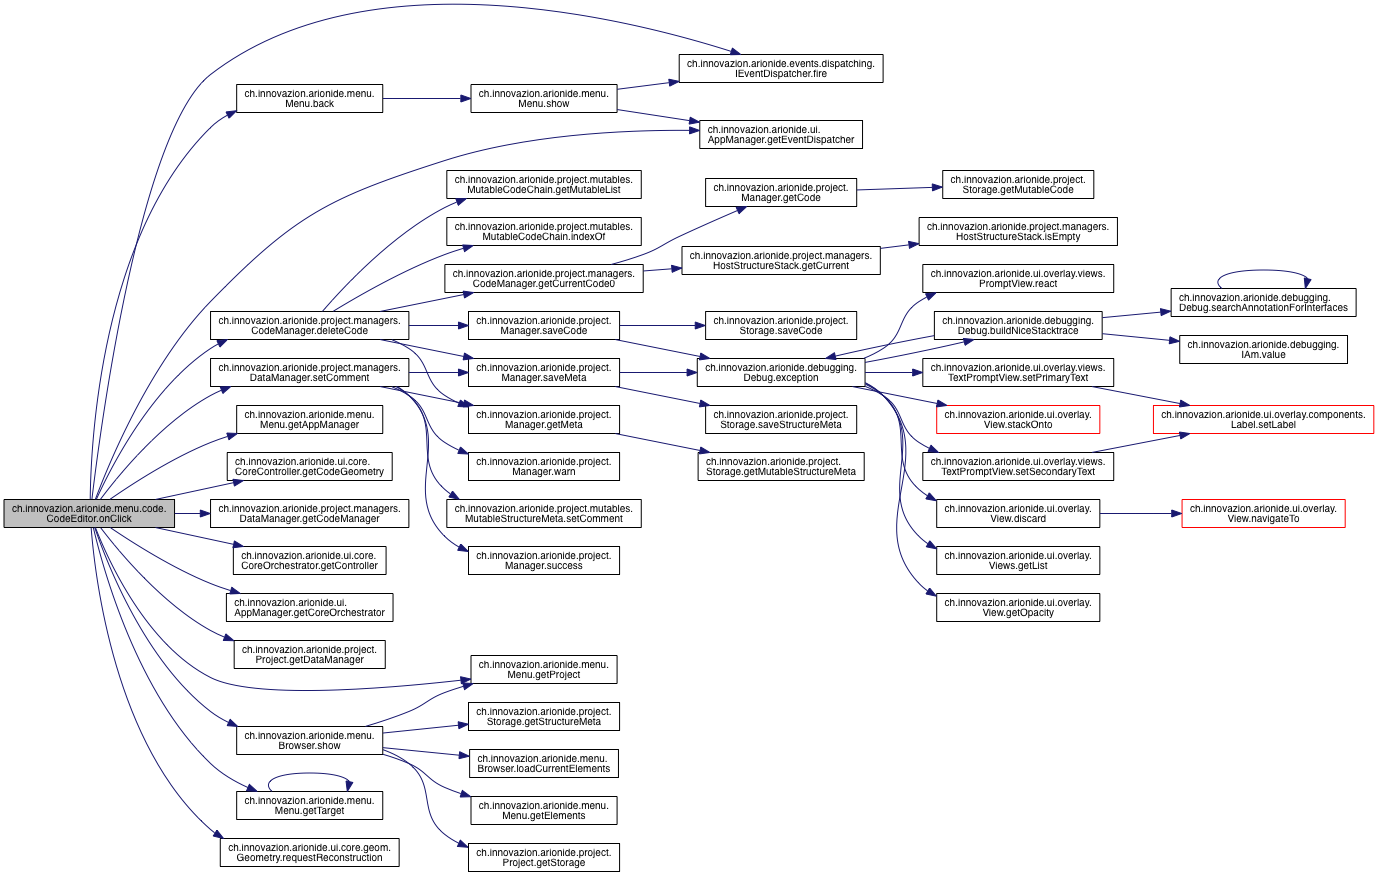 ch.innovazion.arionide.menu.code.
CodeEditor.onClick
ch.innovazion.arionide.menu.
Menu.back
ch.innovazion.arionide.project.managers.
CodeManager.deleteCode
ch.innovazion.arionide.project.managers.
DataManager.setComment
ch.innovazion.arionide.menu.
Menu.getAppManager
ch.innovazion.arionide.ui.core.
CoreController.getCodeGeometry
ch.innovazion.arionide.project.managers.
DataManager.getCodeManager
ch.innovazion.arionide.ui.core.
CoreOrchestrator.getController
ch.innovazion.arionide.ui.
AppManager.getCoreOrchestrator
ch.innovazion.arionide.project.
Project.getDataManager
ch.innovazion.arionide.menu.
Browser.show
ch.innovazion.arionide.menu.
Menu.getTarget
ch.innovazion.arionide.ui.core.geom.
Geometry.requestReconstruction
ch.innovazion.arionide.menu.
Menu.show
ch.innovazion.arionide.project.mutables.
MutableCodeChain.getMutableList
ch.innovazion.arionide.project.mutables.
MutableCodeChain.indexOf
ch.innovazion.arionide.project.managers.
CodeManager.getCurrentCode0
ch.innovazion.arionide.project.
Manager.saveCode
ch.innovazion.arionide.project.
Manager.saveMeta
ch.innovazion.arionide.project.
Manager.getMeta
ch.innovazion.arionide.project.
Manager.warn
ch.innovazion.arionide.project.mutables.
MutableStructureMeta.setComment
ch.innovazion.arionide.project.
Manager.success
ch.innovazion.arionide.menu.
Menu.getProject
ch.innovazion.arionide.project.
Storage.getStructureMeta
ch.innovazion.arionide.menu.
Browser.loadCurrentElements
ch.innovazion.arionide.menu.
Menu.getElements
ch.innovazion.arionide.project.
Project.getStorage
ch.innovazion.arionide.events.dispatching.
IEventDispatcher.fire
ch.innovazion.arionide.ui.
AppManager.getEventDispatcher
ch.innovazion.arionide.project.
Manager.getCode
ch.innovazion.arionide.project.managers.
HostStructureStack.getCurrent
ch.innovazion.arionide.project.
Storage.saveCode
ch.innovazion.arionide.debugging.
Debug.exception
ch.innovazion.arionide.project.
Storage.saveStructureMeta
ch.innovazion.arionide.project.
Storage.getMutableStructureMeta
ch.innovazion.arionide.project.
Storage.getMutableCode
ch.innovazion.arionide.project.managers.
HostStructureStack.isEmpty
ch.innovazion.arionide.ui.overlay.views.
PromptView.react
ch.innovazion.arionide.debugging.
Debug.buildNiceStacktrace
ch.innovazion.arionide.ui.overlay.views.
TextPromptView.setPrimaryText
ch.innovazion.arionide.ui.overlay.
View.stackOnto
ch.innovazion.arionide.ui.overlay.views.
TextPromptView.setSecondaryText
ch.innovazion.arionide.ui.overlay.
View.discard
ch.innovazion.arionide.ui.overlay.
Views.getList
ch.innovazion.arionide.ui.overlay.
View.getOpacity
ch.innovazion.arionide.debugging.
Debug.searchAnnotationForInterfaces
ch.innovazion.arionide.debugging.
IAm.value
ch.innovazion.arionide.ui.overlay.components.
Label.setLabel
ch.innovazion.arionide.ui.overlay.
View.navigateTo